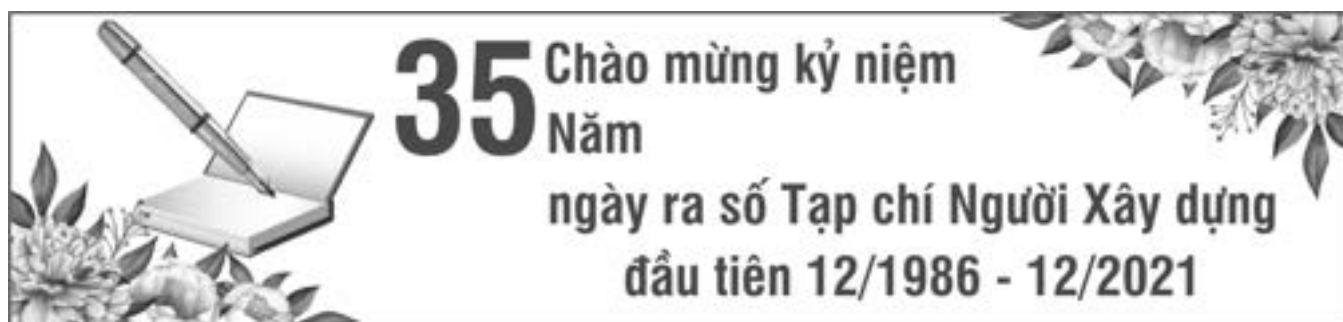 Chào mừng kỷ niệm
35 Năm
ngày ra số Tạp chí Người Xây dựng
đầu tiên 12/1986 - 12/2021